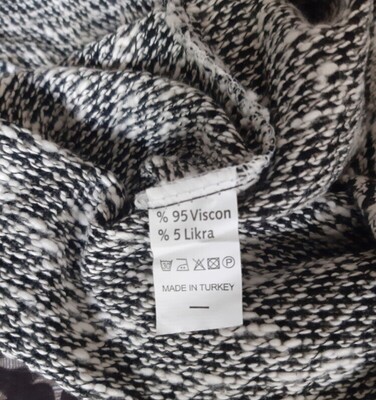 % 95 Viscon
% 5 Likra
P
MADE IN TURKEY